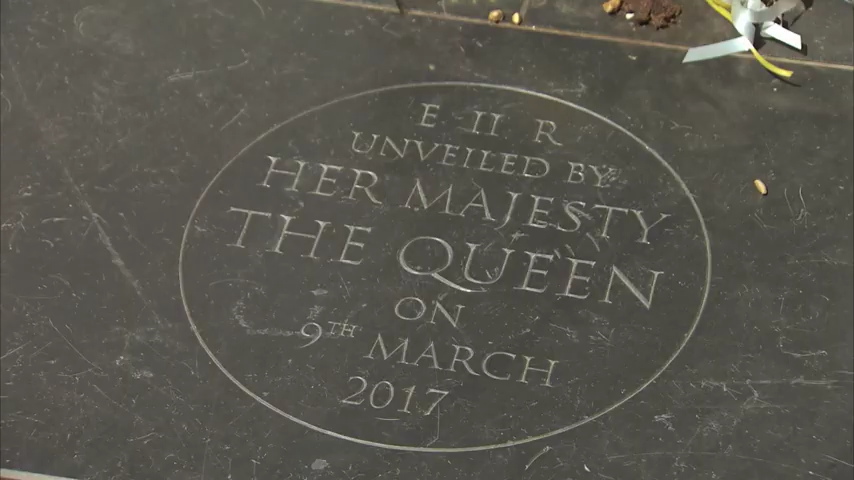 E II R
UNVEILED BY
HER MAJESTY
THE QUEEN
ON
9TH MARCH
2017